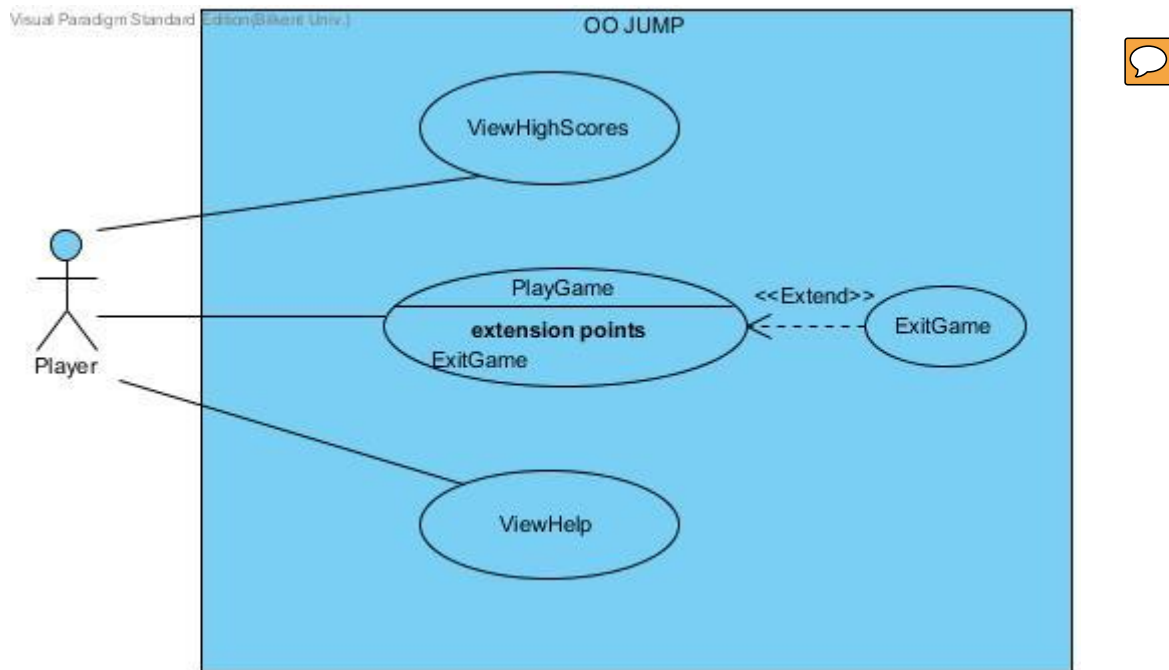 Visual Paradigm Standard Edition(Bilkent Univ.)
OO JUMP
ViewHighScores
PlayGame
<<Extend>>
extension points
ExitGame
ExitGame
Player
ViewHelp